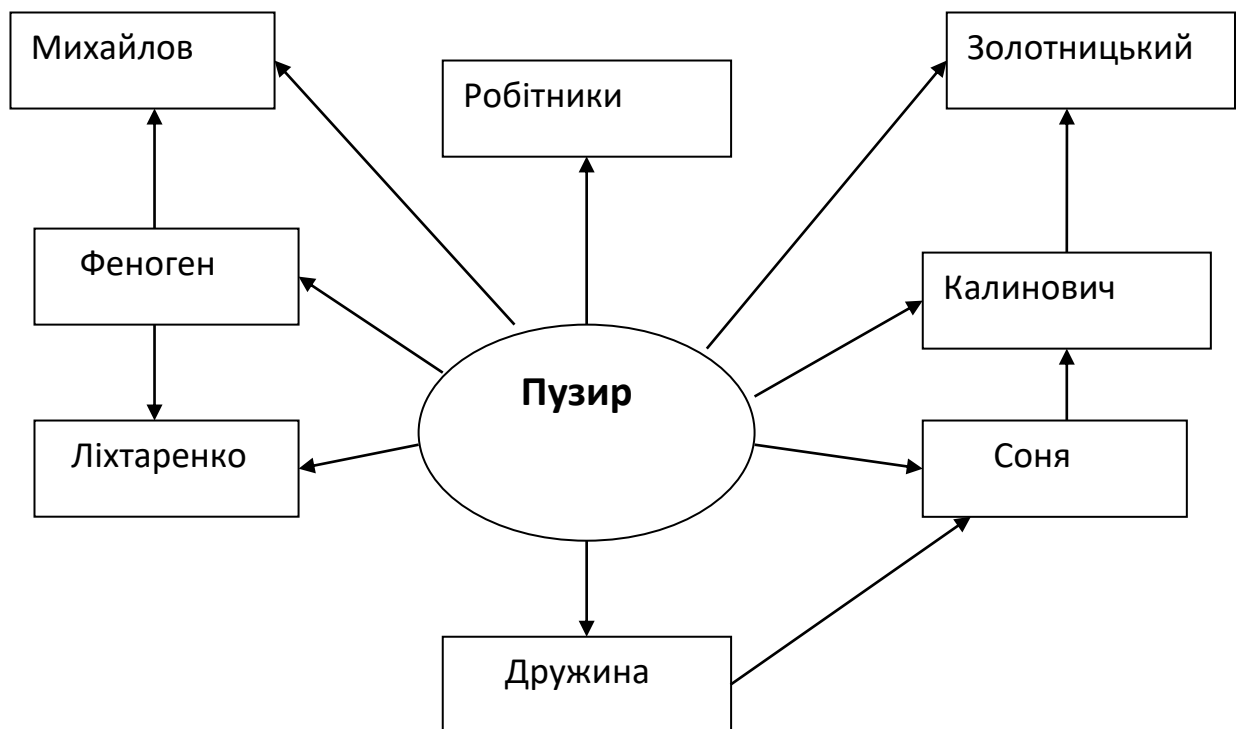 Михайлов
Золотницький
Робітники
Феноген
Калинович
Пузир
Ліхтаренко
Соня
Дружина